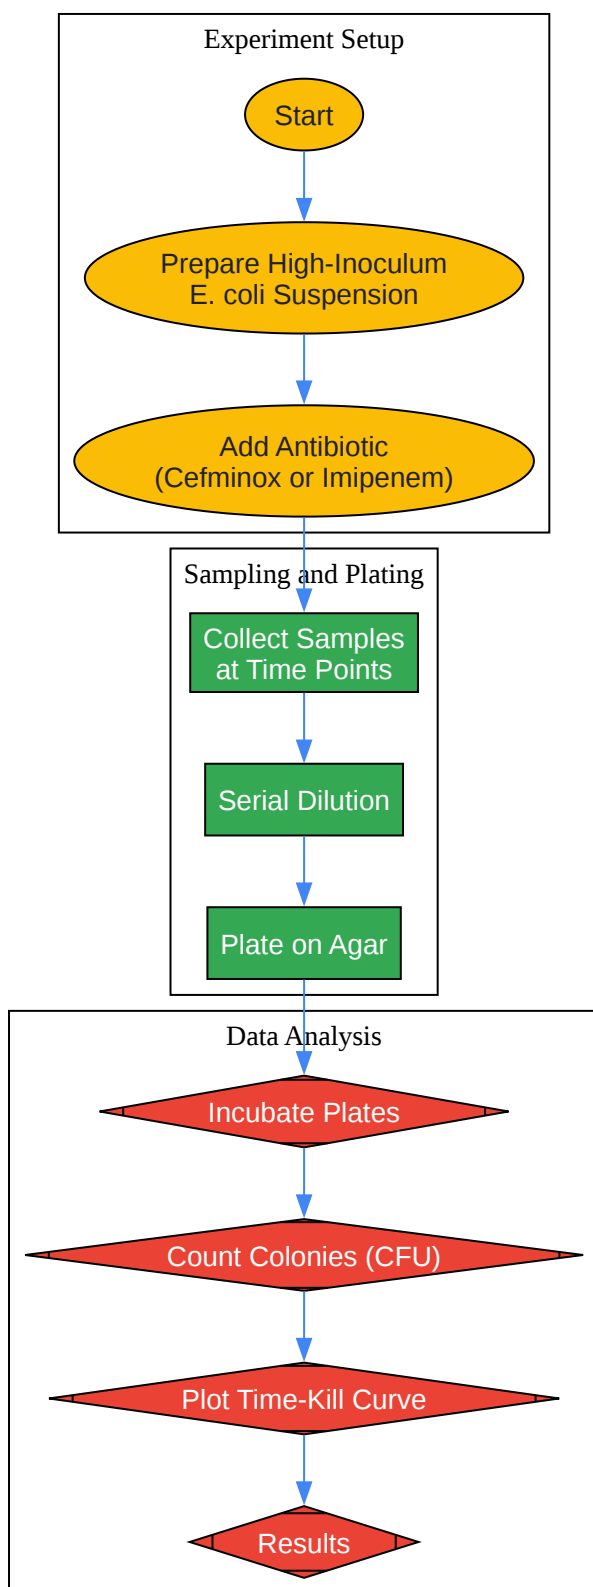 Experiment Setup
Start
Prepare High-Inoculum
E. coli Suspension
Add Antibiotic
(Cefminox or Imipenem)
Sampling and Plating
Collect Samples
at Time Points
Serial Dilution
Plate on Agar
Data Analysis
Incubate Plates
Count Colonies (CFU)
Plot Time-Kill Curve
Results